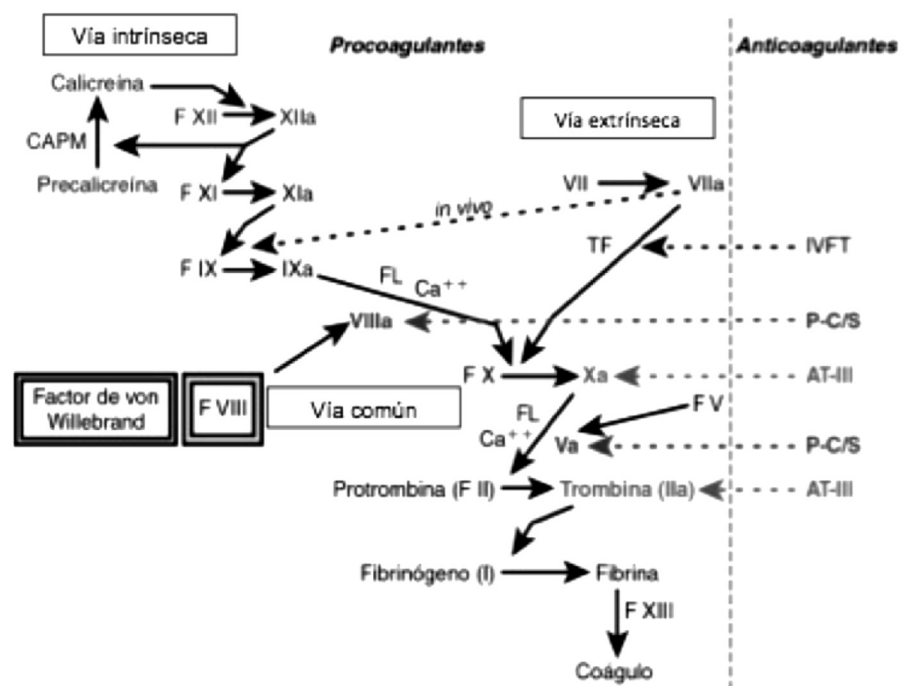 Vía intrínseca
Procoagulantes
Anticoagulantes
Calicreína
F XII
XIIa
Vía extrínseca
CAPM
Precalicreína
F XI
XIa
VII
VIIa
in vivo
TF
IVFT
F IX
IXa
FL
Ca++
VIIIa
P-C/S
F X
Xa
AT-III
Factor de von
Willebrand
F VIII
Vía común
FL
Ca++
F V
Va
P-C/S
Protrombina (F II)
Trombina (IIa)
AT-III
Fibrinógeno (I)
Fibrina
F XIII
Coágulo